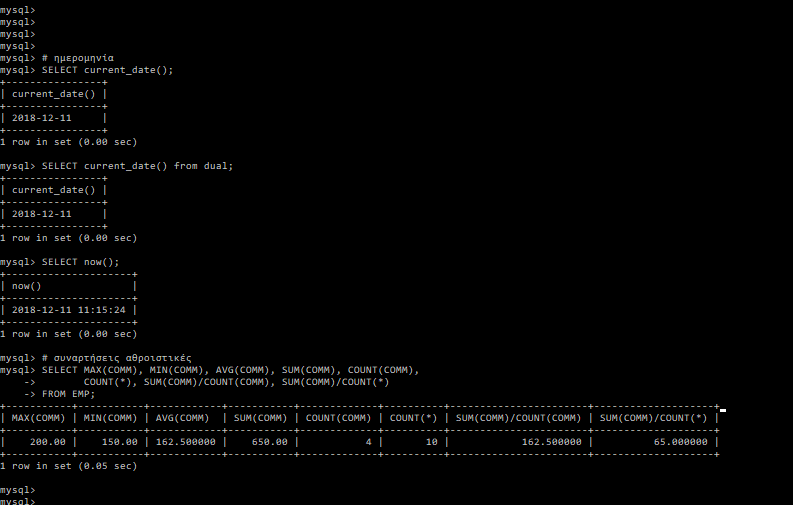 mysql>
mysql>
mysql>
mysql>
mysql> # ημερομηνία
mysql> SELECT current_date();
+----------------+
| current_date() |
+----------------+
| 2018-12-11     |
+----------------+
1 row in set (0.00 sec)
mysql> SELECT current_date() from dual;
+----------------+
| current_date() |
+----------------+
| 2018-12-11     |
+----------------+
1 row in set (0.00 sec)
mysql> SELECT now();
+---------------------+
| now()               |
+---------------------+
| 2018-12-11 11:15:24 |
+---------------------+
1 row in set (0.00 sec)
mysql> # συναρτήσεις αθροιστικές
mysql> SELECT MAX(COMM), MIN(COMM), AVG(COMM), SUM(COMM), COUNT(COMM),
    ->        COUNT(*), SUM(COMM)/COUNT(COMM), SUM(COMM)/COUNT(*)
    -> FROM EMP;
+-----------+-----------+------------+-----------+-------------+----------+-----------------------+--------------------+
| MAX(COMM) | MIN(COMM) | AVG(COMM)  | SUM(COMM) | COUNT(COMM) | COUNT(*) | SUM(COMM)/COUNT(COMM) | SUM(COMM)/COUNT(*) |
+-----------+-----------+------------+-----------+-------------+----------+-----------------------+--------------------+
|    200.00 |    150.00 | 162.500000 |    650.00 |           4 |       10 |            162.500000 |          65.000000 |
+-----------+-----------+------------+-----------+-------------+----------+-----------------------+--------------------+
1 row in set (0.05 sec)
mysql>
mysql>